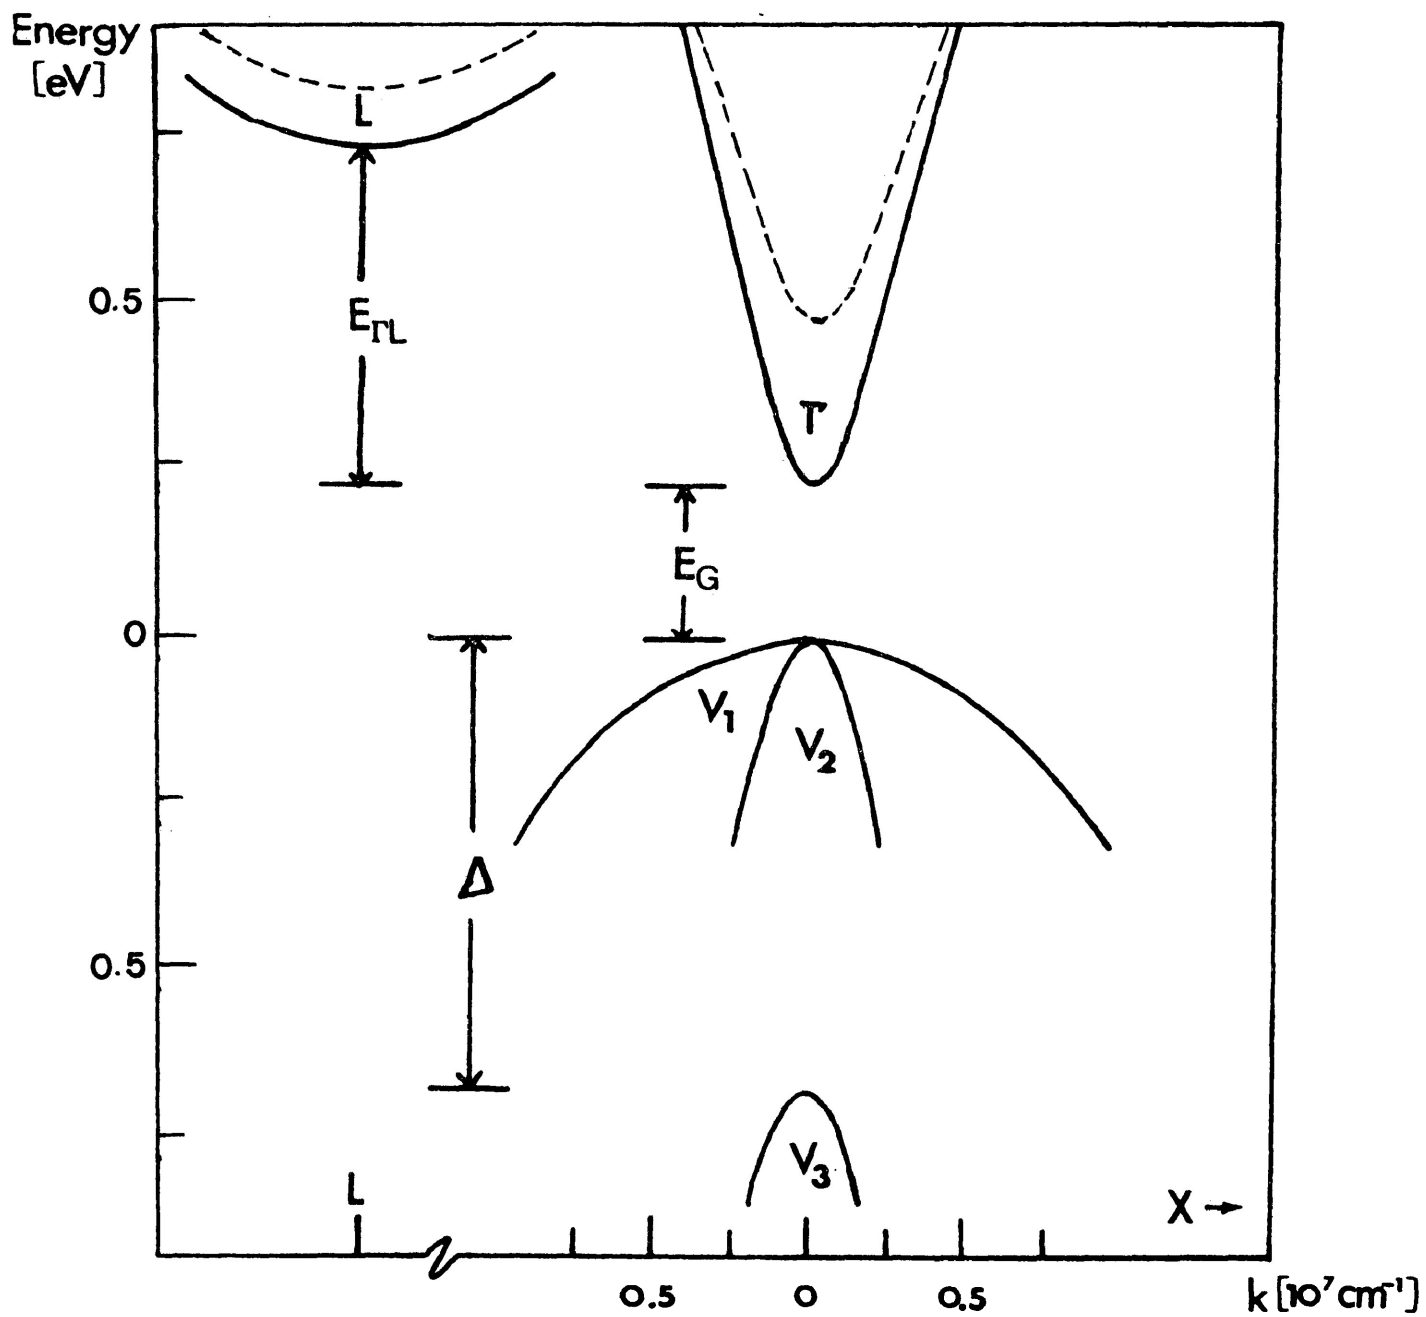 Energy
[eV]
L
0.5
E_ΓL
Γ
E_G
0
V₁
V₂
Δ
0.5
V₃
L
X →
0.5 0 0.5 k [10⁷ cm⁻¹]